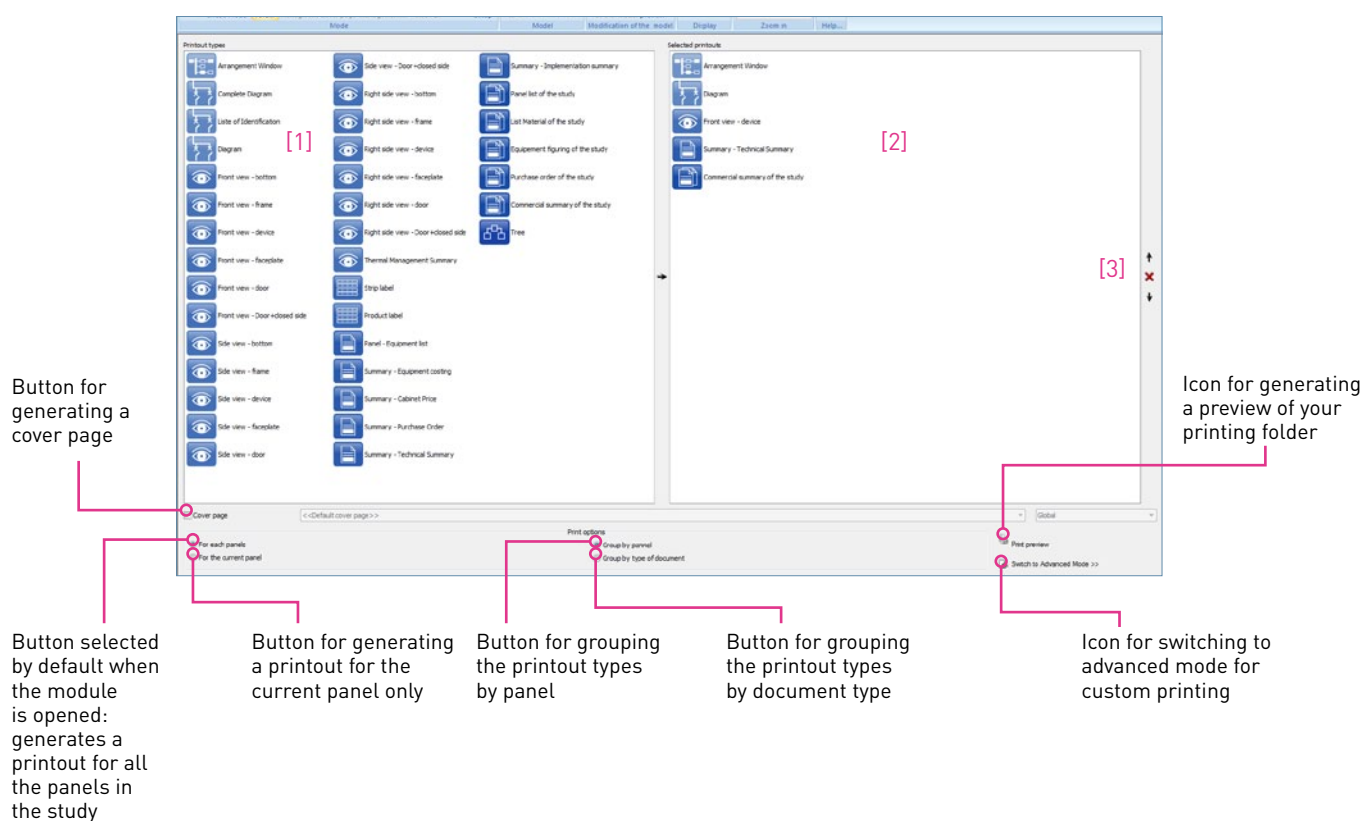 Mode
Model
Modification of the model
Display
Zoom in
Help...
Printout types
Arrangement Window
Complete Diagram
Liste of Identification
Diagram
Front view - bottom
Front view - frame
Front view - device
Front view - faceplate
Front view - door
Front view - Door+closed side
Side view - bottom
Side view - frame
Side view - device
Side view - faceplate
Side view - door
[1]
Side view - Door+closed side
Right side view - bottom
Right side view - frame
Right side view - device
Right side view - faceplate
Right side view - door
Right side view - Door+closed side
Thermal Management Summary
Strip label
Product label
Panel - Equipment list
Summary - Equipment costing
Summary - Cabinet Price
Summary - Purchase Order
Summary - Technical Summary
Summary - Implementation summary
Panel list of the study
List Material of the study
Equipement figuring of the study
Purchase order of the study
Commercial summary of the study
Tree
Selected printouts
Arrangement Window
Diagram
Front view - device
Summary - Technical Summary
Commercial summary of the study
[2]
[3]
Cover page
<<Default cover page>>
Global
Print options
For each panels
For the current panel
Group by pannel
Group by type of document
Print preview
Switch to Advanced Mode >>
Button for
generating a
cover page
Icon for generating
a preview of your
printing folder
Button selected
by default when
the module
is opened:
generates a
printout for all
the panels in
the study
Button for generating
a printout for the
current panel only
Button for grouping
the printout types
by panel
Button for grouping
the printout types
by document type
Icon for switching to
advanced mode for
custom printing